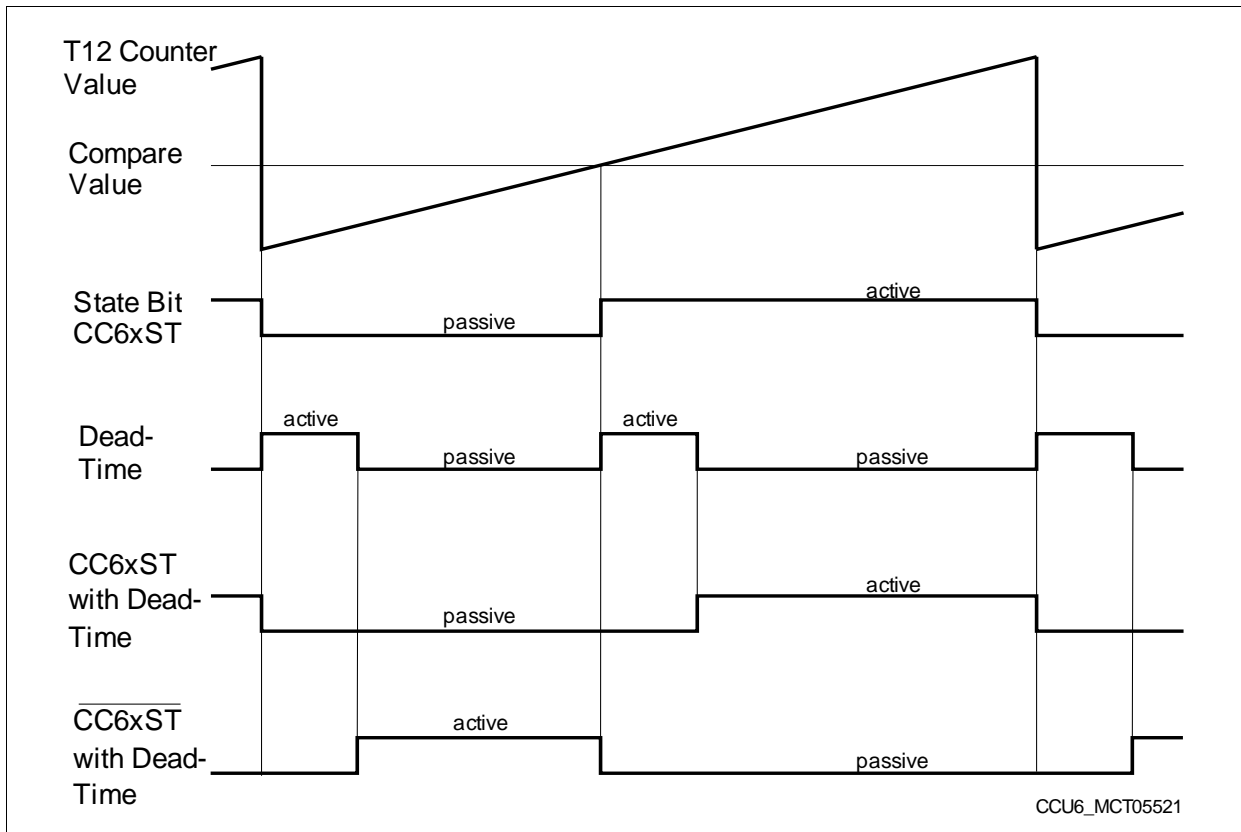 T12 Counter
Value
Compare
Value
State Bit
CC6xST
active
passive
Dead-
Time
active
active
passive
passive
CC6xST
with Dead-
Time
active
passive
CC6xST
with Dead-
Time
active
passive
CCU6_MCT05521